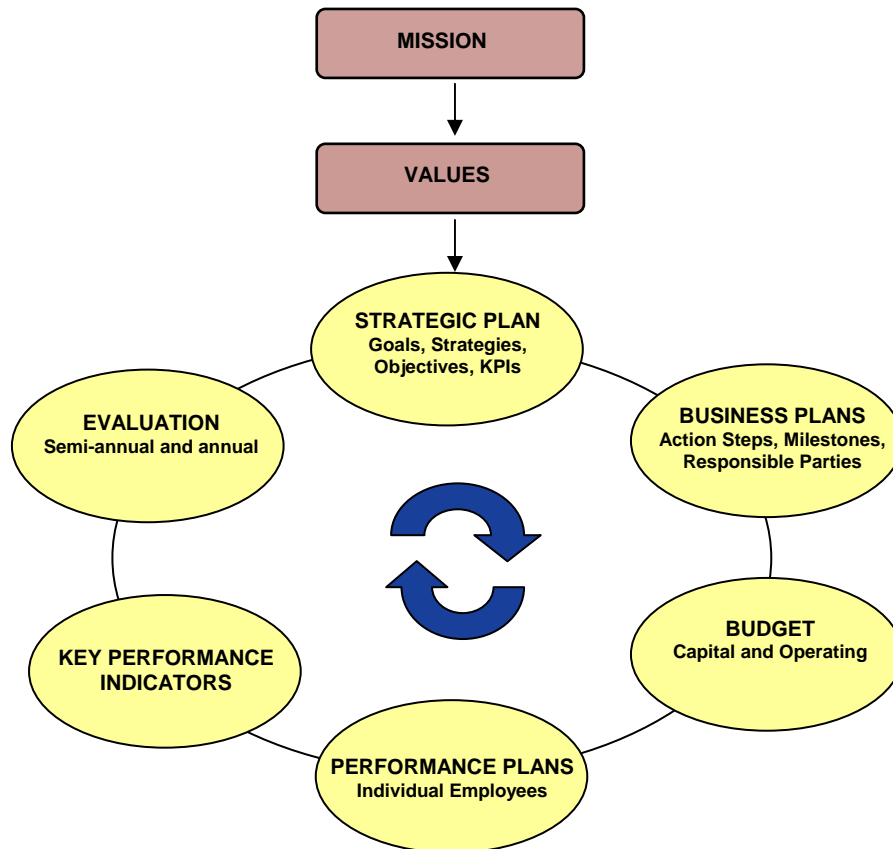 MISSION
VALUES
STRATEGIC PLAN
Goals, Strategies,
Objectives, KPIs
BUSINESS PLANS
Action Steps, Milestones,
Responsible Parties
BUDGET
Capital and Operating
PERFORMANCE PLANS
Individual Employees
KEY PERFORMANCE
INDICATORS
EVALUATION
Semi-annual and annual